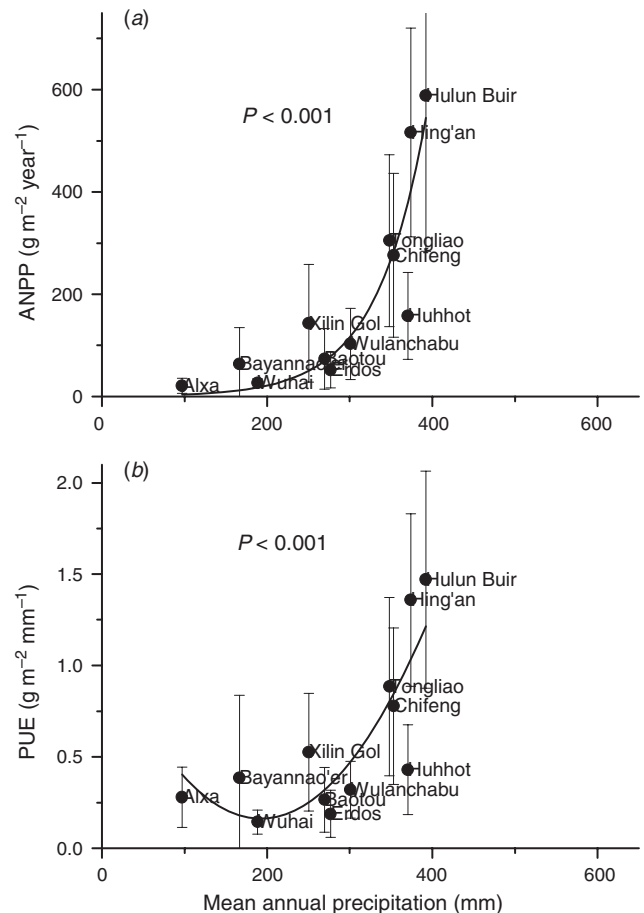 (a)
600
400
200
0
ANPP (g m⁻² year⁻¹)
P < 0.001
Hulun Buir
Hing'an
Tongliao
Chifeng
Huhhot
Xilin Gol
Wulanchabu
Bayannao'er
Baotou
Erdos
Alxa
Wuhai
0
200
400
600
(b)
2.0
1.5
1.0
0.5
0.0
PUE (g m⁻² mm⁻¹)
P < 0.001
Hulun Buir
Hing'an
Tongliao
Chifeng
Xilin Gol
Huhhot
Bayannao'er
Wulanchabu
Alxa
Baotou
Erdos
Wuhai
0
200
400
600
Mean annual precipitation (mm)